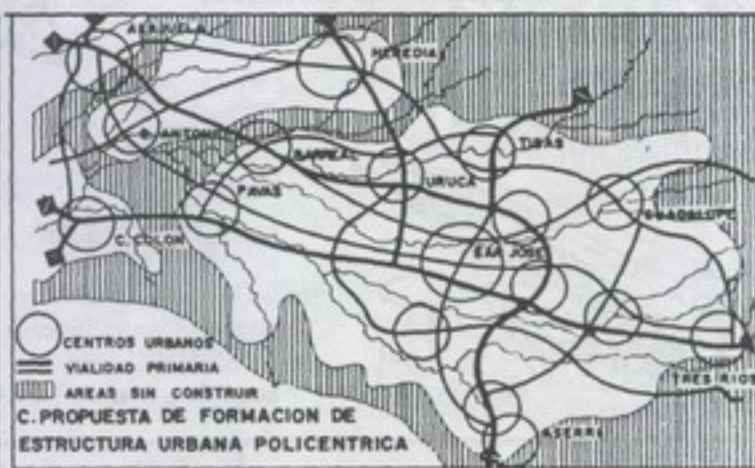 ALAJUELA
HEREDIA
S. ANTONIO
BARREAL
TIBAS
URUCA
PAVAS
GUADALUPE
C. COLON
SAN JOSE
CENTROS URBANOS
VIALIDAD PRIMARIA
TRES RIOS
AREAS SIN CONSTRUIR
C. PROPUESTA DE FORMACION DE
ASERRI
ESTRUCTURA URBANA POLICENTRICA